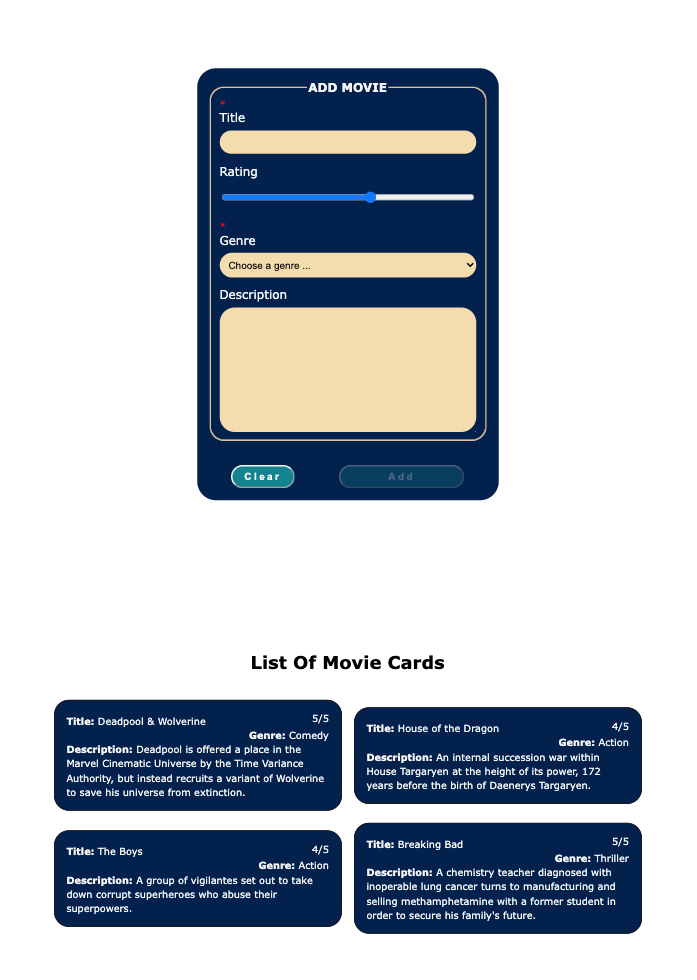 ADD MOVIE
*
Title
Rating
*
Genre
Choose a genre ...
Description
Clear
Add
List Of Movie Cards
5/5
Title: Deadpool & Wolverine
Genre: Comedy
Description: Deadpool is offered a place in the
Marvel Cinematic Universe by the Time Variance
Authority, but instead recruits a variant of Wolverine
to save his universe from extinction.
4/5
Title: House of the Dragon
Genre: Action
Description: An internal succession war within
House Targaryen at the height of its power, 172
years before the birth of Daenerys Targaryen.
4/5
Title: The Boys
Genre: Action
Description: A group of vigilantes set out to take
down corrupt superheroes who abuse their
superpowers.
5/5
Title: Breaking Bad
Genre: Thriller
Description: A chemistry teacher diagnosed with
inoperable lung cancer turns to manufacturing and
selling methamphetamine with a former student in
order to secure his family's future.